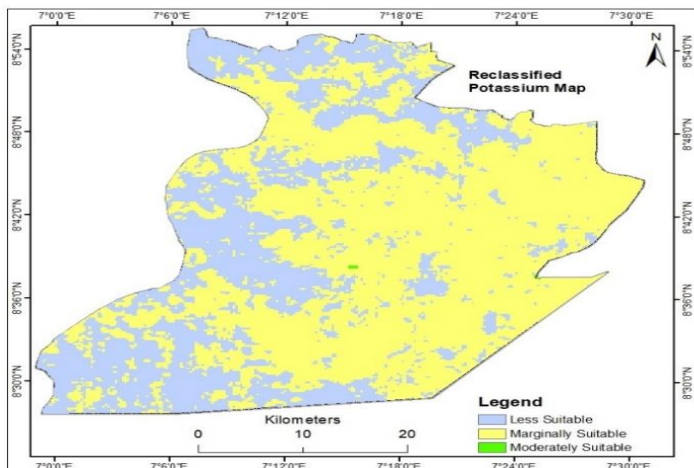 7°0'0"E 7°6'0"E 7°12'0"E 7°18'0"E 7°24'0"E 7°30'0"E
8°54'0"N 8°54'0"N
N
Reclassified
Potassium Map
8°48'0"N 8°48'0"N
8°42'0"N 8°42'0"N
8°36'0"N 8°36'0"N
8°30'0"N 8°30'0"N
Legend
Less Suitable
Marginally Suitable
Moderately Suitable
Kilometers
0 10 20
7°0'0"E 7°6'0"E 7°12'0"E 7°18'0"E 7°24'0"E 7°30'0"E